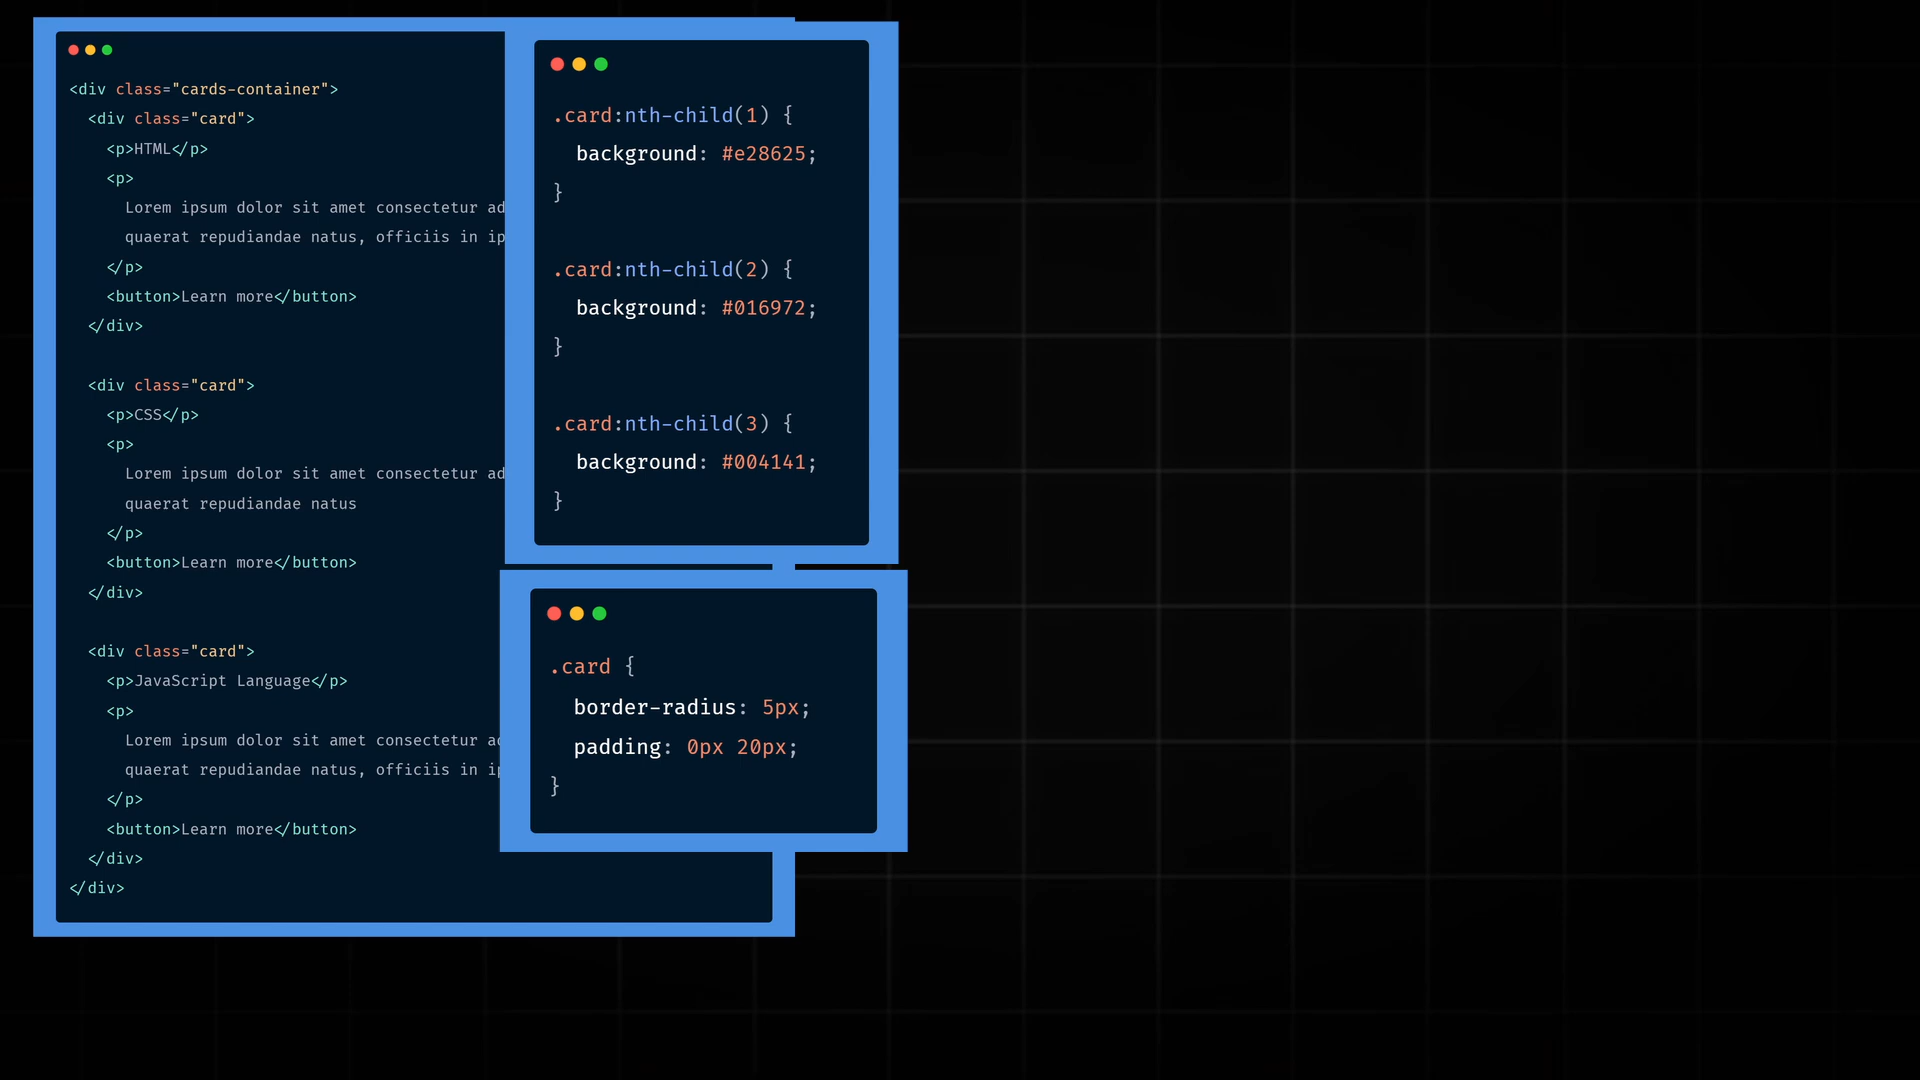 <div class="cards-container">
<div class="card">
<p>HTML</p>
<p>
Lorem ipsum dolor sit amet consectetur ad
quaerat repudiandae natus, officiis in ip
</p>
<button>Learn more</button>
</div>
<div class="card">
<p>CSS</p>
<p>
Lorem ipsum dolor sit amet consectetur ad
quaerat repudiandae natus
</p>
<button>Learn more</button>
</div>
<div class="card">
<p>JavaScript Language</p>
<p>
Lorem ipsum dolor sit amet consectetur
quaerat repudiandae natus, officiis in
</p>
<button>Learn more</button>
</div>
</div>
.card:nth-child(1) {
background: #e28625;
}
.card:nth-child(2) {
background: #016972;
}
.card:nth-child(3) {
background: #004141;
}
.card {
border-radius: 5px;
padding: 0px 20px;
}